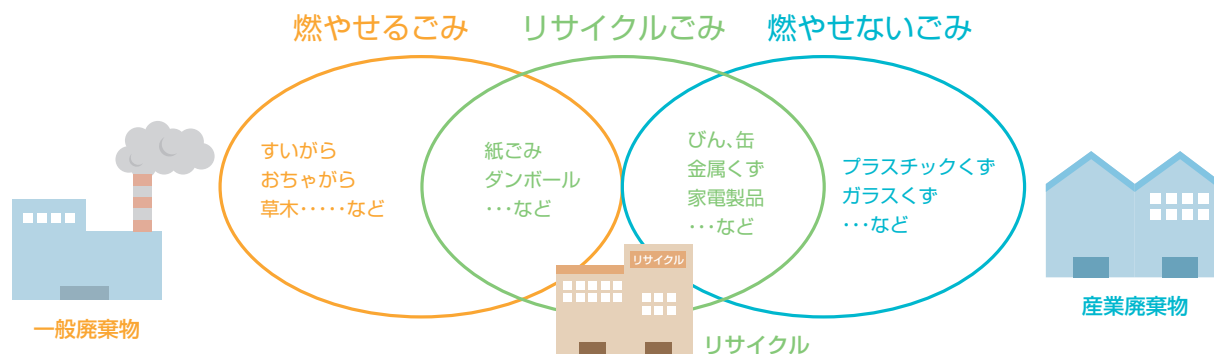 燃やせるごみ
リサイクルごみ
燃やせないごみ
すいがら
おちゃがら
草木・・・・・など
紙ごみ
ダンボール
・・・など
びん、缶
金属くず
家電製品
・・・など
プラスチックくず
ガラスくず
・・・など
一般廃棄物
リサイクル
リサイクル
産業廃棄物